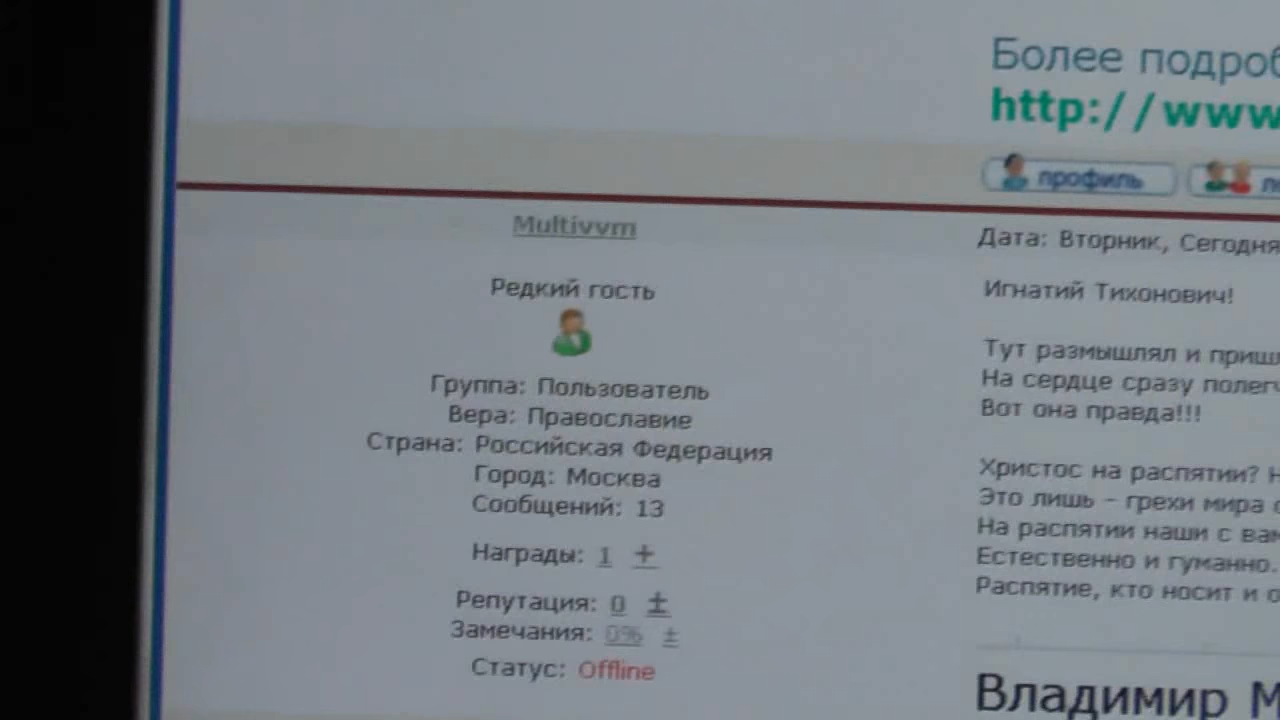 Более подроб
http://www
профиль
Multivvm
Редкий гость
Группа: Пользователь
Вера: Православие
Страна: Российская Федерация
Город: Москва
Сообщений: 13
Награды: 1 +
Репутация: 0 ±
Замечания: 0% ±
Статус: Offline
Дата: Вторник, Сегодня
Игнатий Тихонович!
Тут размышлял и приш
На сердце сразу полег
Вот она правда!!!
Христос на распятии? Н
Это лишь - грехи мира
На распятии наши с ва
Естественно и гуманно.
Распятие, кто носит и
Владимир М